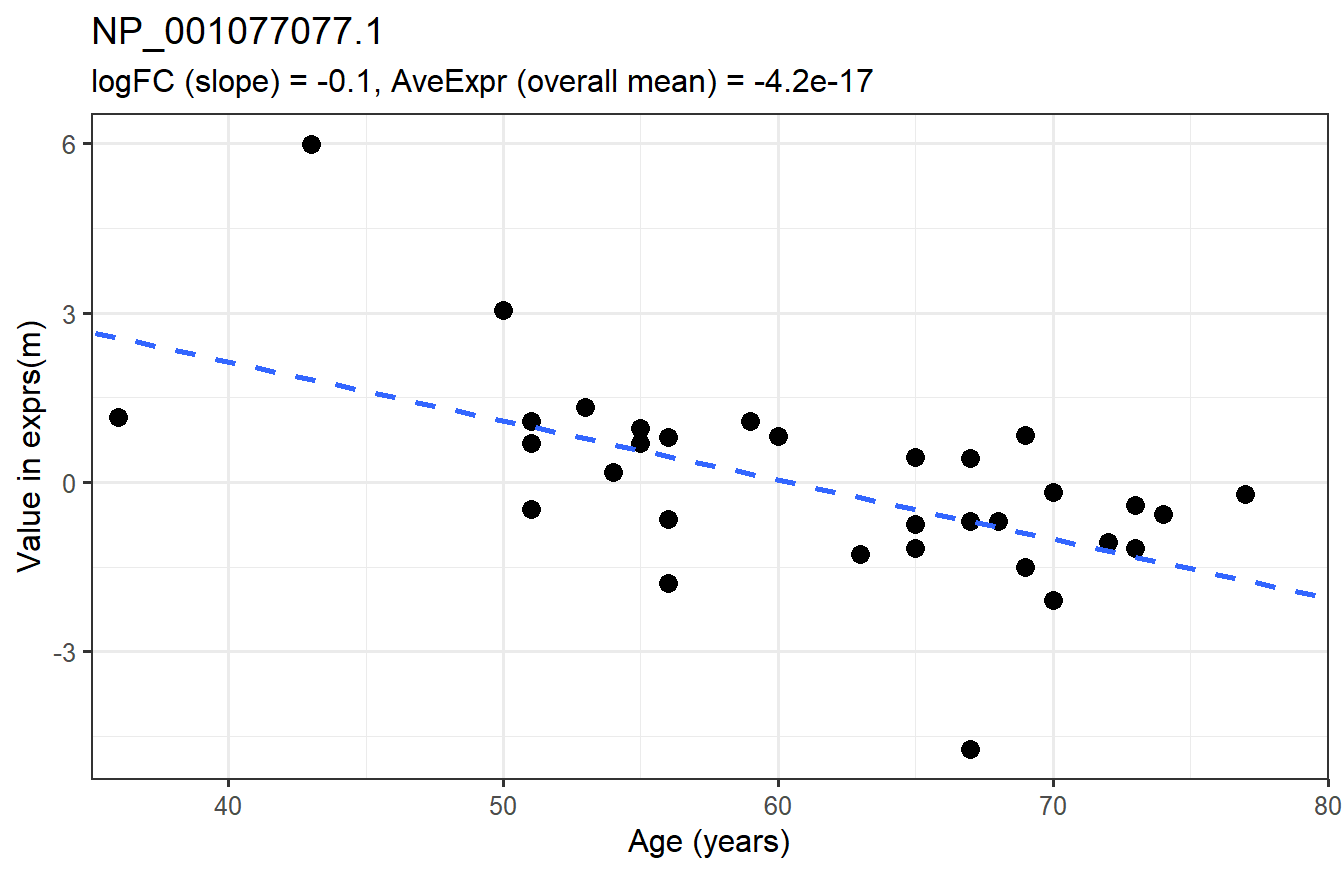 NP_001077077.1
logFC (slope) = -0.1, AveExpr (overall mean) = -4.2e-17
6
3
0
-3
Value in exprs(m)
40 50 60 70 80
Age (years)